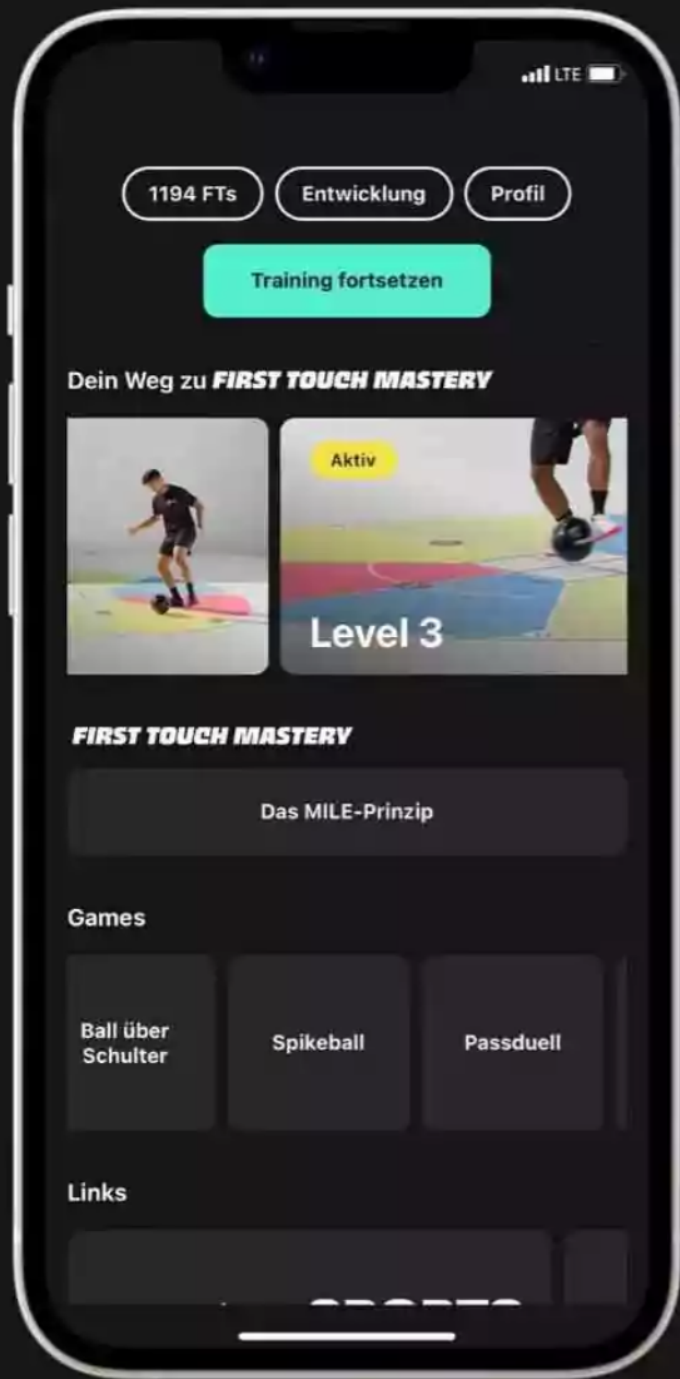 LTE
1194 FTs
Entwicklung
Profil
Training fortsetzen
Dein Weg zu FIRST TOUCH MASTERY
Aktiv
Level 3
FIRST TOUCH MASTERY
Das MILE-Prinzip
Games
Ball über
Schulter
Spikeball
Passduell
Links